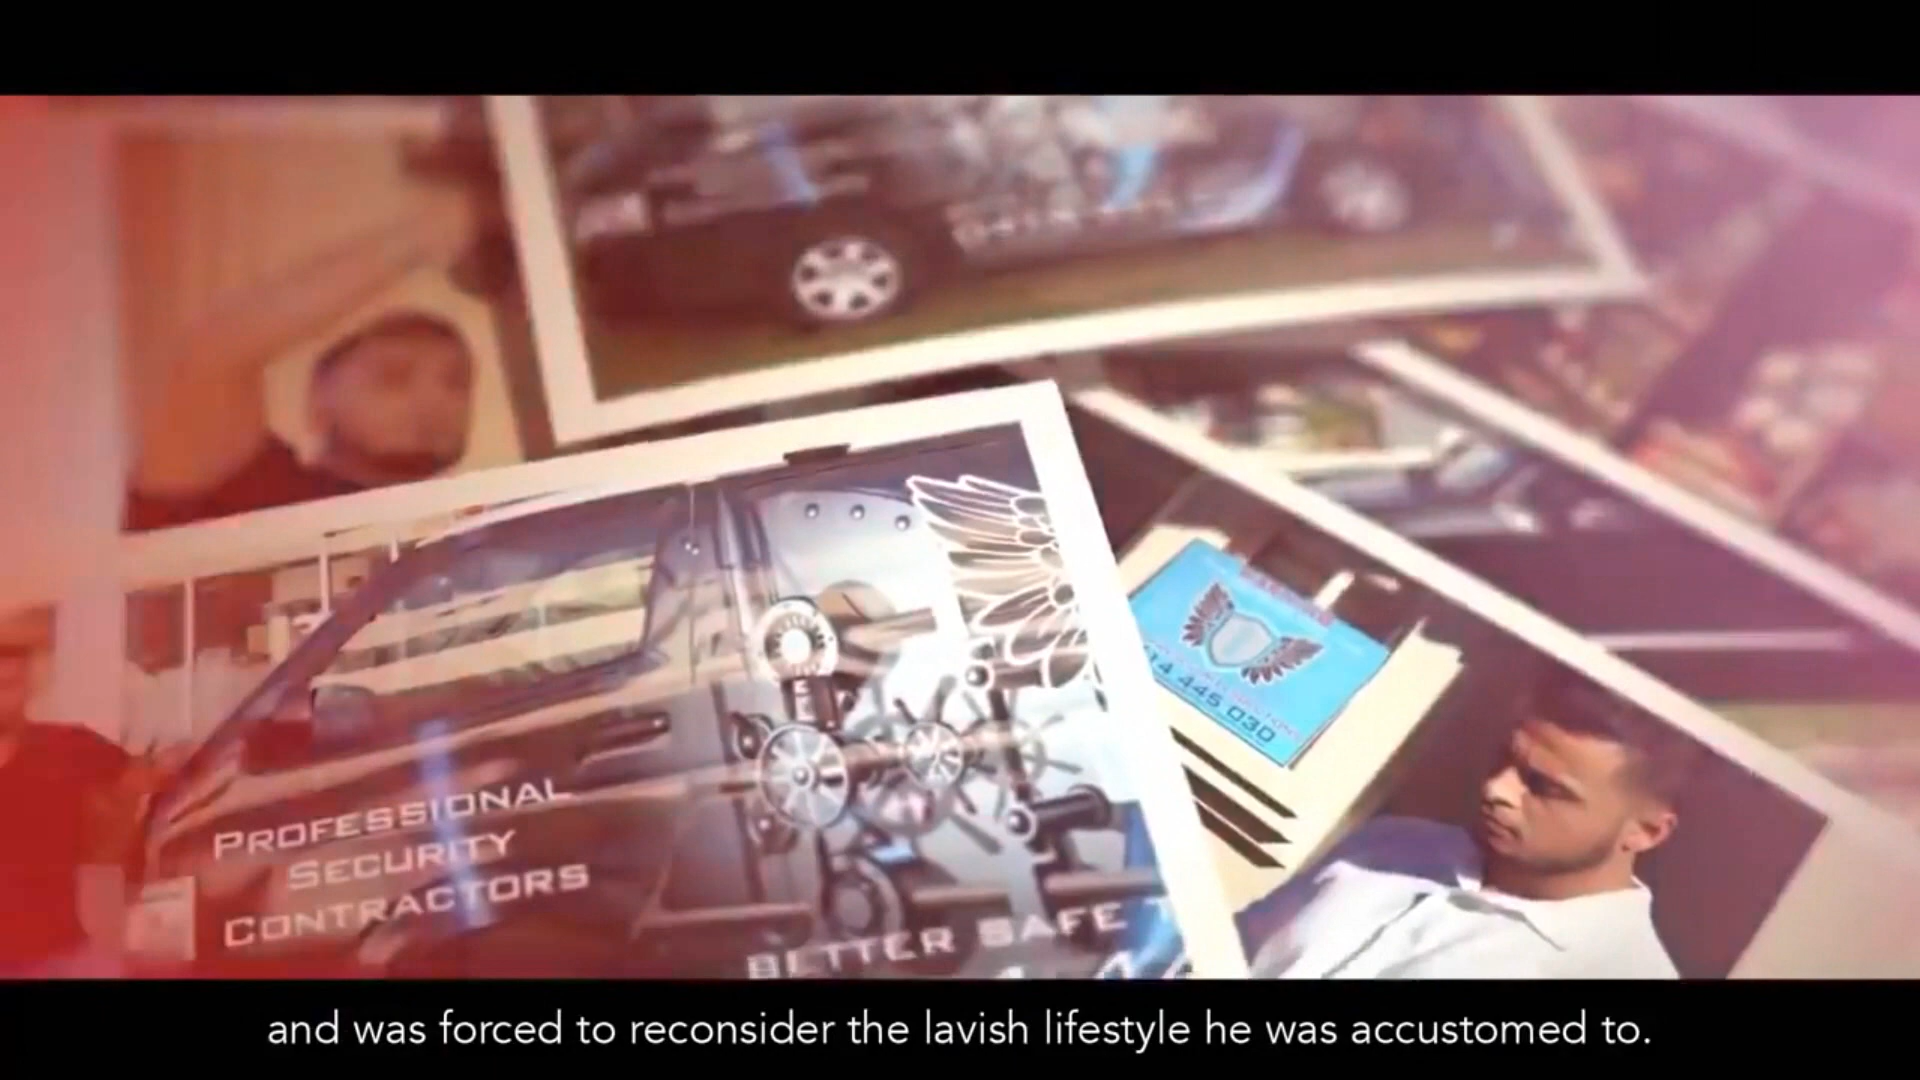 PROFESSIONAL
SECURITY
CONTRACTORS
BETTER SAFE
14 445 030
and was forced to reconsider the lavish lifestyle he was accustomed to.